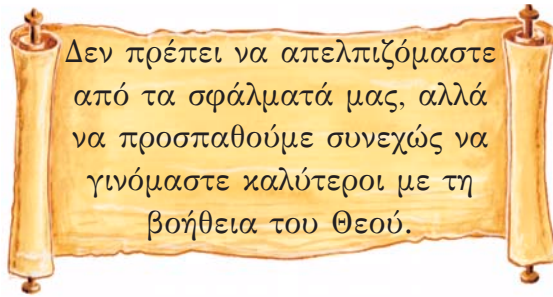 Δεν πρέπει να απελπιζόμαστε
από τα σφάλματά μας, αλλά
να προσπαθούμε συνεχώς να
γινόμαστε καλύτεροι με τη
βοήθεια του Θεού.